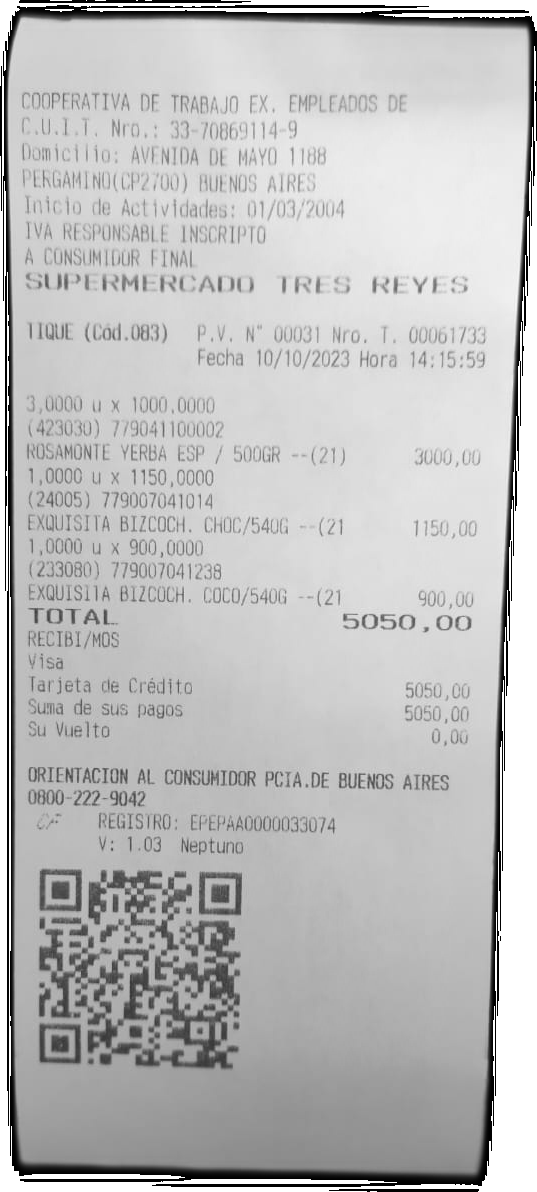 COOPERATIVA DE TRABAJO EX. EMPLEADOS DE
C.U.I.T. Nro.: 33-70869114-9
Domicilio: AVENIDA DE MAYO 1188
PERGAMINO(CP2700) BUENOS AIRES
Inicio de Actividades: 01/03/2004
IVA RESPONSABLE INSCRIPTO
A CONSUMIDOR FINAL
SUPERMERCADO TRES REYES
TIQUE (Cód.083) P.V. N° 00031 Nro. T. 00061733
Fecha 10/10/2023 Hora 14:15:59
3,0000 u x 1000,0000
(423030) 779041100002
ROSAMONTE YERBA ESP / 500GR --(21) 3000,00
1,0000 u x 1150,0000
(24005) 779007041014
EXQUISITA BIZCOCH. CHOC/540G --(21 1150,00
1,0000 u x 900,0000
(233080) 779007041238
EXQUISITA BIZCOCH. COCO/540G --(21 900,00
TOTAL 5050,00
RECIBI/MOS
Visa
Tarjeta de Crédito 5050,00
Suma de sus pagos 5050,00
Su Vuelto 0,00
ORIENTACION AL CONSUMIDOR PCIA.DE BUENOS AIRES
0800-222-9042
CF REGISTRO: EPEPAA0000033074
V: 1.03 Neptuno